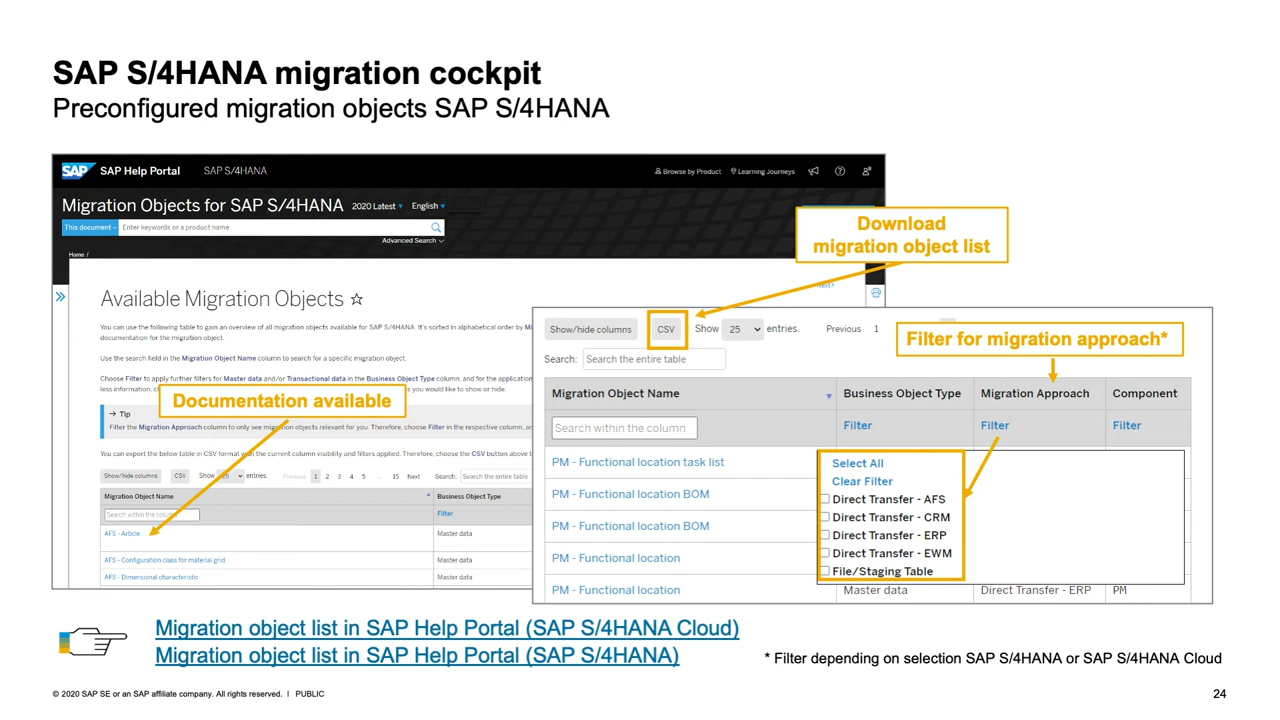 SAP S/4HANA migration cockpit
Preconfigured migration objects SAP S/4HANA
SAP SAP Help Portal SAP S/4HANA
Browse by Product Learning Journeys
Migration Objects for SAP S/4HANA 2020 Latest English
This document Enter keywords or a product name
Advanced Search
Home /
Available Migration Objects
You can use the following table to gain an overview of all migration objects available for SAP S/4HANA. It's sorted in alphabetical order by Mi
documentation for the migration object.
Use the search field in the Migration Object Name column to search for a specific migration object.
Choose Filter to apply further filters for Master data and/or Transactional data in the Business Object Type column, and for the application
less information, cl s you would like to show or hide.
Documentation available
Tip
Filter the Migration Approach column to only see migration objects relevant for you. Therefore, choose Filter in the respective column, an
You can export the below table in CSV format with the current column visibility and filters applied. Therefore, choose the CSV button above t
Show/hide columns CSV Show 25 entries. Previous 1 2 3 4 5 ... 15 Next Search: Search the entire table
Migration Object Name Business Object Type
Search within the colum Filter
AFS - Article Master data
AFS - Configuration class for material grid Master data
AFS - Dimensional characteristic Master data
Download
migration object list
Show/hide columns CSV Show 25 entries. Previous 1
Filter for migration approach*
Search: Search the entire table
Migration Object Name Business Object Type Migration Approach Component
Search within the column Filter Filter Filter
PM - Functional location task list
PM - Functional location BOM
PM - Functional location BOM
PM - Functional location
PM - Functional location Master data Direct Transfer - ERP PM
Select All
Clear Filter
Direct Transfer - AFS
Direct Transfer - CRM
Direct Transfer - ERP
Direct Transfer - EWM
File/Staging Table
Migration object list in SAP Help Portal (SAP S/4HANA Cloud)
Migration object list in SAP Help Portal (SAP S/4HANA)
* Filter depending on selection SAP S/4HANA or SAP S/4HANA Cloud
© 2020 SAP SE or an SAP affiliate company. All rights reserved. ı PUBLIC
24